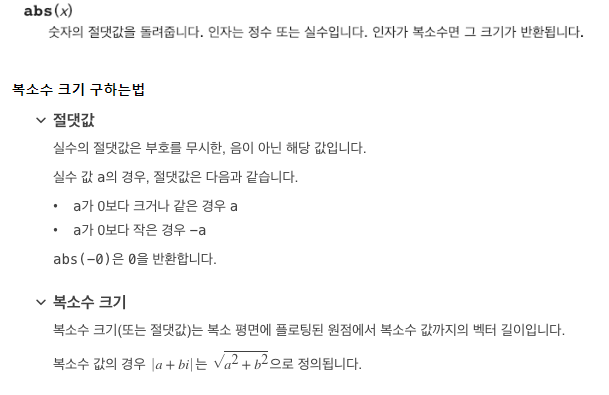 abs(x)
숫자의 절댓값을 돌려줍니다. 인자는 정수 또는 실수입니다. 인자가 복소수면 그 크기가 반환됩니다.
복소수 크기 구하는법
절댓값
실수의 절댓값은 부호를 무시한, 음이 아닌 해당 값입니다.
실수 값 a의 경우, 절댓값은 다음과 같습니다.
• a가 0보다 크거나 같은 경우 a
• a가 0보다 작은 경우 -a
abs(-0)은 0을 반환합니다.
복소수 크기
복소수 크기(또는 절댓값)는 복소 평면에 플로팅된 원점에서 복소수 값까지의 벡터 길이입니다.
복소수 값의 경우 |a + bi|는 √(a² + b²)으로 정의됩니다.